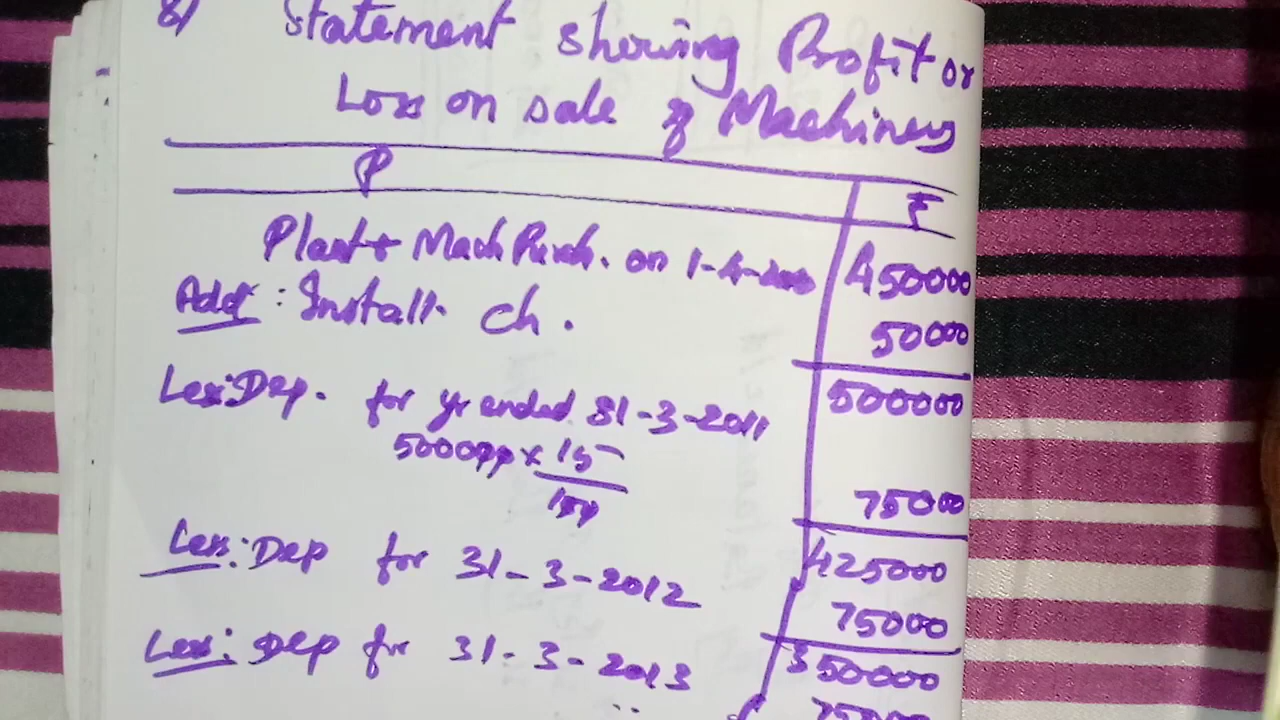 8) Statement showing Profit or
Loss on sale of Machinery
P ₹
Plant + Mach Purch. on 1-4- 450000
Add: Install. ch. 50000
500000
Less: Dep. for yr ended 31-3-2011
500000 x 15
100 75000
425000
Less: Dep for 31-3-2012 75000
350000
Less: Dep for 31-3-2013 75000